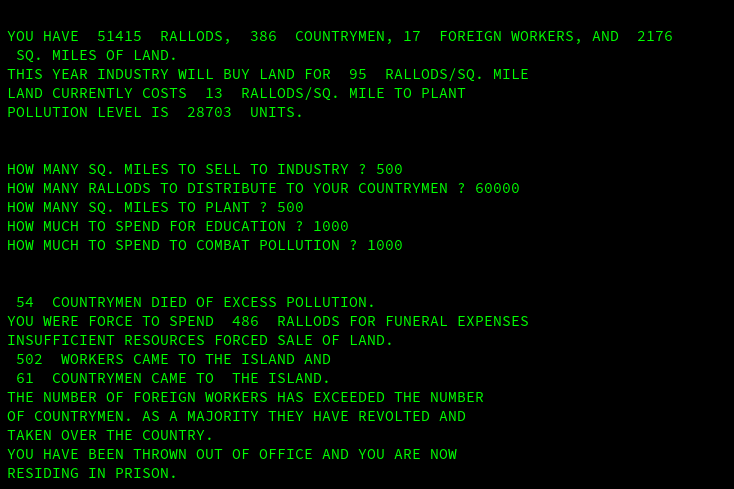 YOU HAVE  51415  RALLODS,  386  COUNTRYMEN, 17  FOREIGN WORKERS, AND  2176
 SQ. MILES OF LAND.
THIS YEAR INDUSTRY WILL BUY LAND FOR  95  RALLODS/SQ. MILE
LAND CURRENTLY COSTS  13  RALLODS/SQ. MILE TO PLANT
POLLUTION LEVEL IS  28703  UNITS.
HOW MANY SQ. MILES TO SELL TO INDUSTRY ? 500
HOW MANY RALLODS TO DISTRIBUTE TO YOUR COUNTRYMEN ? 60000
HOW MANY SQ. MILES TO PLANT ? 500
HOW MUCH TO SPEND FOR EDUCATION ? 1000
HOW MUCH TO SPEND TO COMBAT POLLUTION ? 1000
 54  COUNTRYMEN DIED OF EXCESS POLLUTION.
YOU WERE FORCE TO SPEND  486  RALLODS FOR FUNERAL EXPENSES
INSUFFICIENT RESOURCES FORCED SALE OF LAND.
 502  WORKERS CAME TO THE ISLAND AND
 61  COUNTRYMEN CAME TO  THE ISLAND.
THE NUMBER OF FOREIGN WORKERS HAS EXCEEDED THE NUMBER
OF COUNTRYMEN. AS A MAJORITY THEY HAVE REVOLTED AND
TAKEN OVER THE COUNTRY.
YOU HAVE BEEN THROWN OUT OF OFFICE AND YOU ARE NOW
RESIDING IN PRISON.